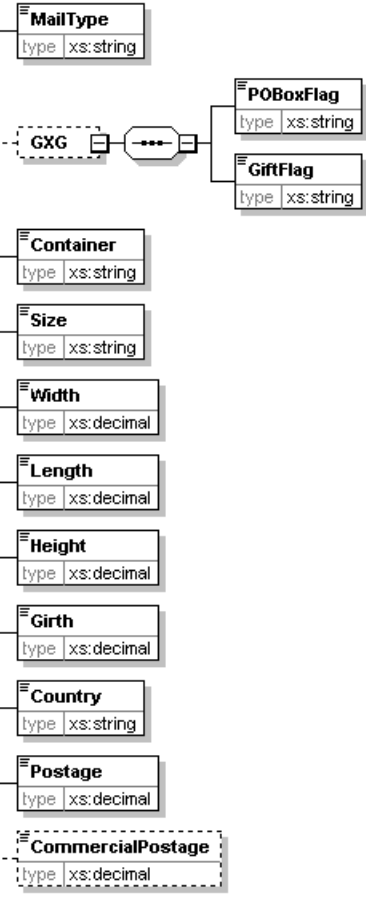 MailType
type xs:string
GXG
POBoxFlag
type xs:string
GiftFlag
type xs:string
Container
type xs:string
Size
type xs:string
Width
type xs:decimal
Length
type xs:decimal
Height
type xs:decimal
Girth
type xs:decimal
Country
type xs:string
Postage
type xs:decimal
CommercialPostage
type xs:decimal